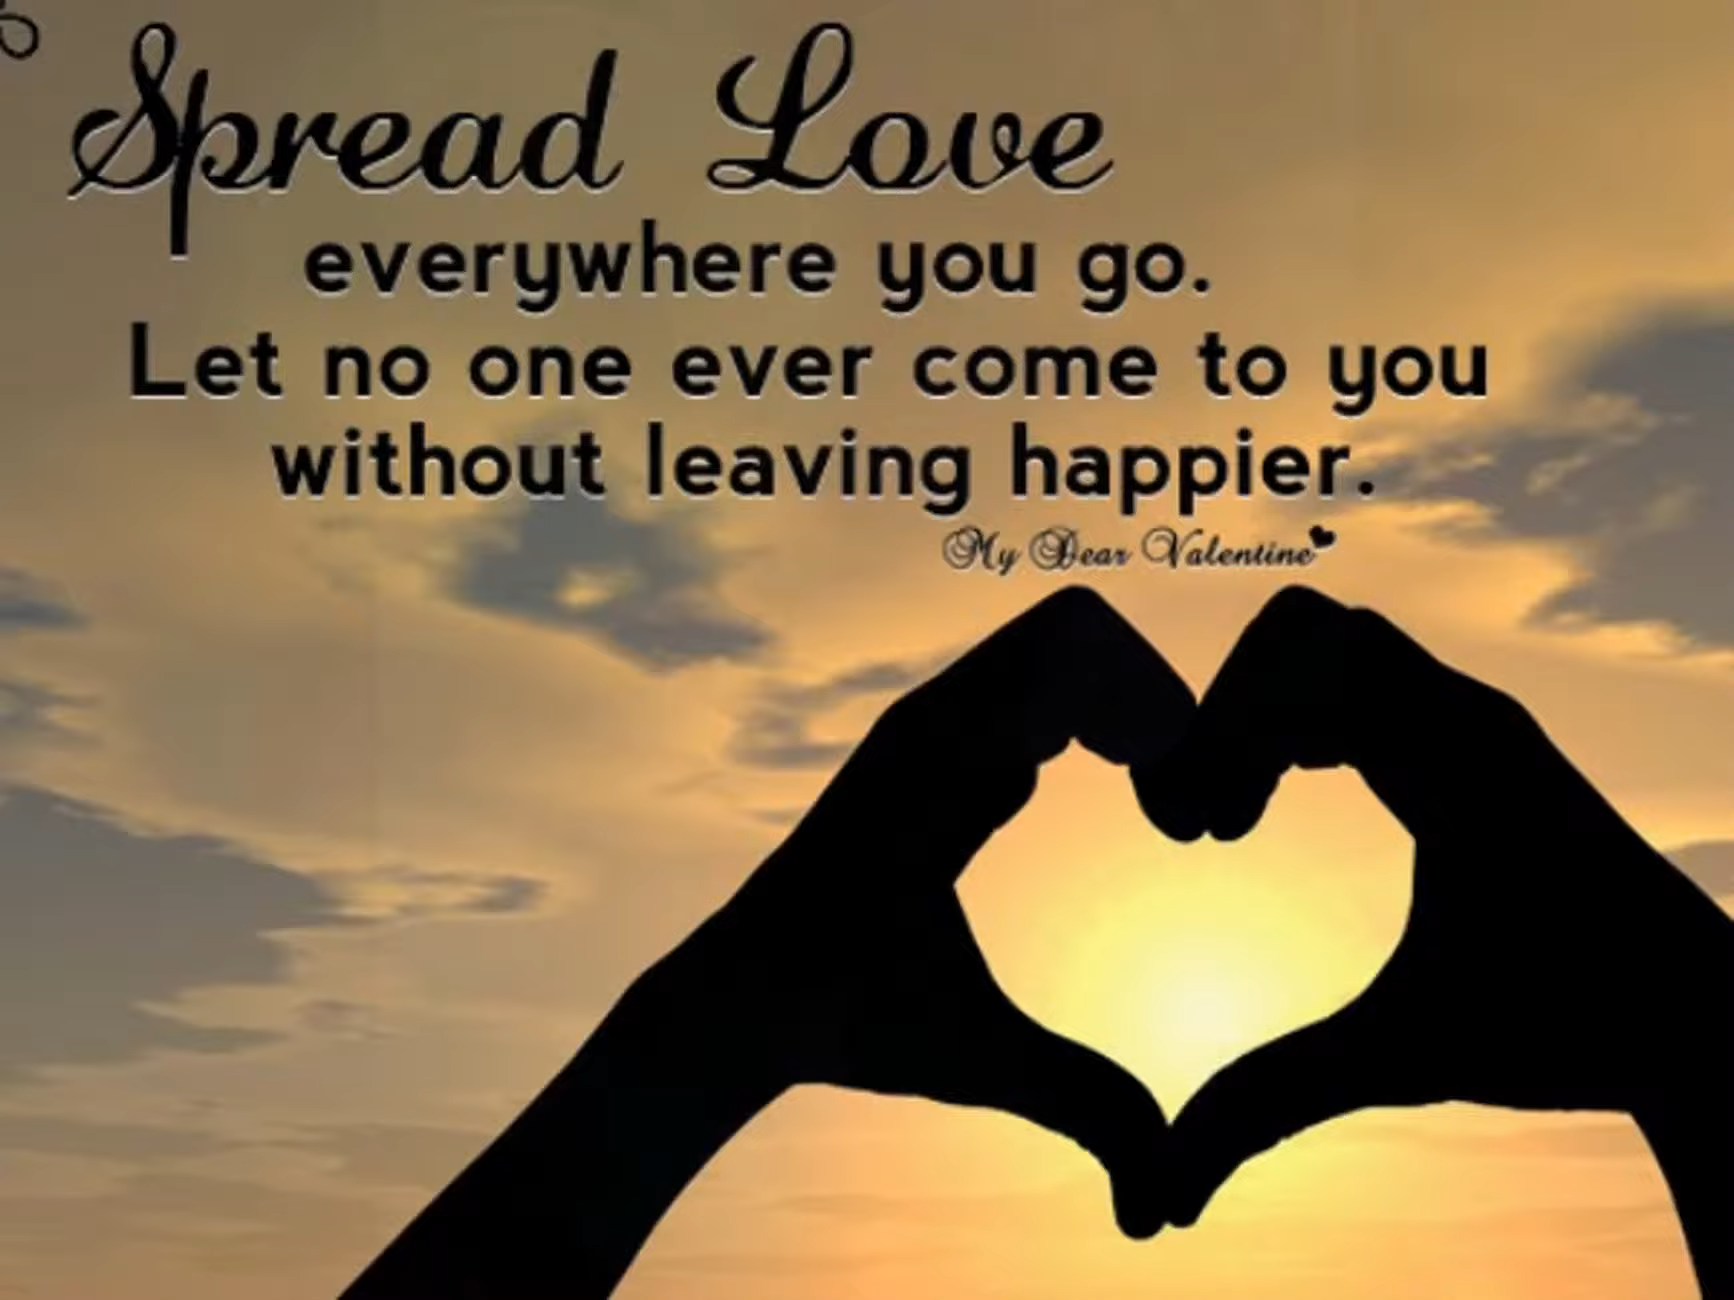 Spread Love
everywhere you go.
Let no one ever come to you
without leaving happier.
My Dear Valentine